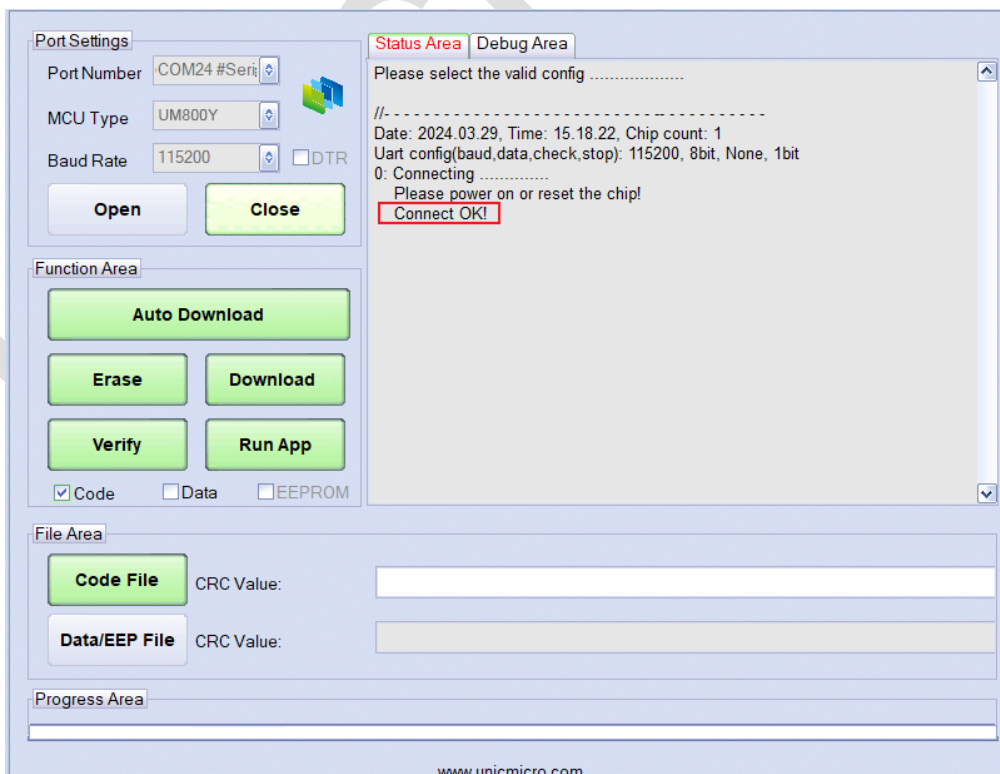 Port Settings
Port Number COM24 #Seri
MCU Type UM800Y
Baud Rate 115200 DTR
Open Close
Function Area
Auto Download
Erase Download
Verify Run App
Code Data EEPROM
Status Area Debug Area
Please select the valid config ...................
//- - - - - - - - - - - - - - - - - - - - - - - - - - - -- - - - - - - - - - -
Date: 2024.03.29, Time: 15.18.22, Chip count: 1
Uart config(baud,data,check,stop): 115200, 8bit, None, 1bit
0: Connecting ..............
Please power on or reset the chip!
Connect OK!
File Area
Code File CRC Value:
Data/EEP File CRC Value:
Progress Area
www.unicmicro.com